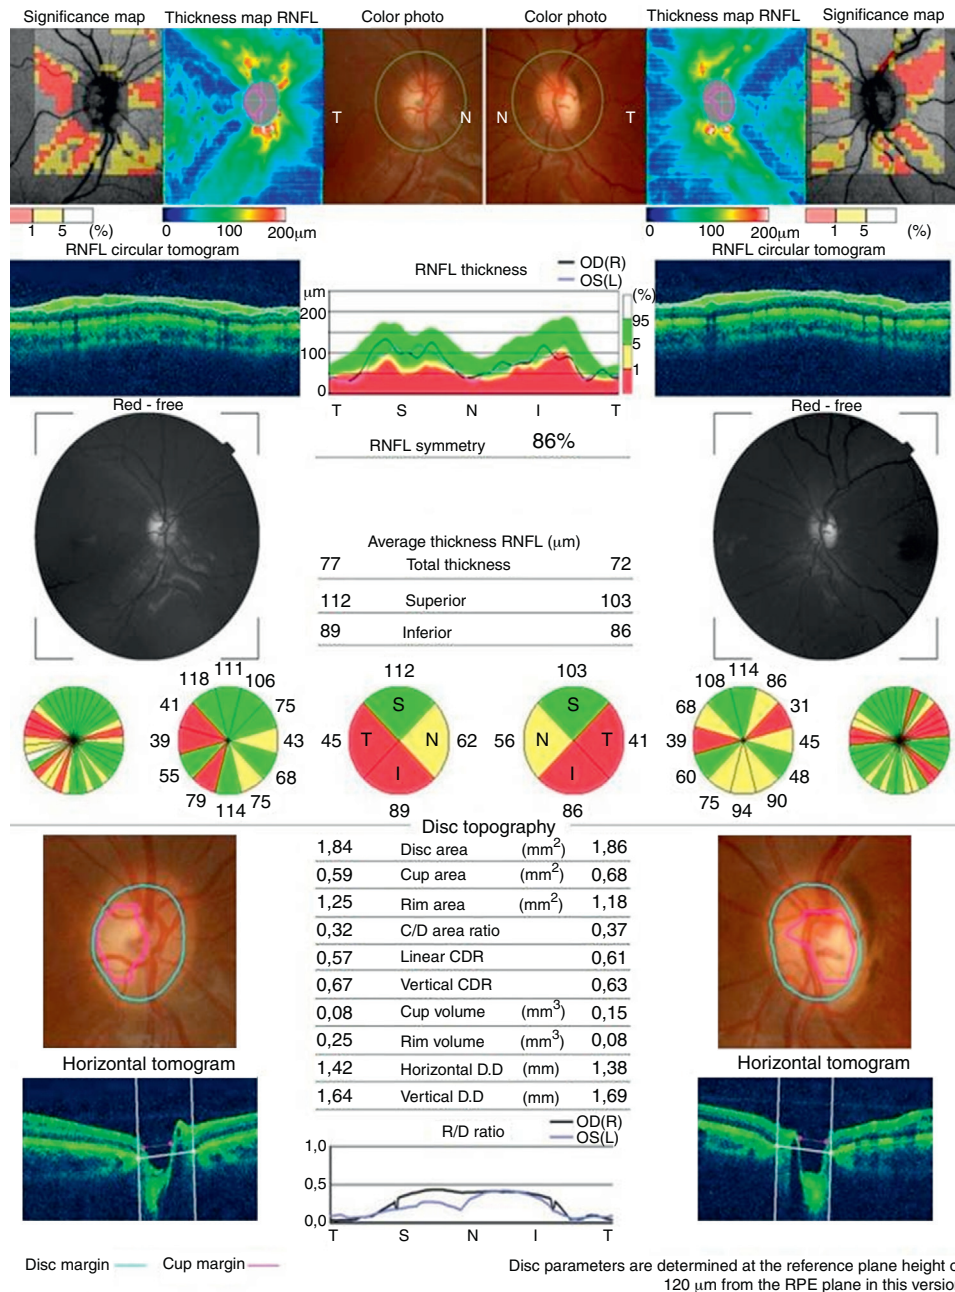 Significance map Thickness map RNFL Color photo Color photo Thickness map RNFL Significance map
T N N T
1 5 (%) 0 100 200μm 0 100 200μm 1 5 (%)
RNFL circular tomogram RNFL circular tomogram
RNFL thickness OD(R)
OS(L)
μm (%)
200 95
5
100
1
0
T S N I T
Red - free Red - free
RNFL symmetry 86%
Average thickness RNFL (μm)
77 Total thickness 72
112 Superior 103
89 Inferior 86
118 111 106 75 43 68 75 114 79 55 39 41
112
S
45 T N 62
I
89
103
S
56 N T 41
I
86
108 114 86 31 45 48 90 94 75 60 39 68
Disc topography
1,84 Disc area (mm²) 1,86
0,59 Cup area (mm²) 0,68
1,25 Rim area (mm²) 1,18
0,32 C/D area ratio 0,37
0,57 Linear CDR 0,61
0,67 Vertical CDR 0,63
0,08 Cup volume (mm³) 0,15
0,25 Rim volume (mm³) 0,08
1,42 Horizontal D.D (mm) 1,38
1,64 Vertical D.D (mm) 1,69
Horizontal tomogram Horizontal tomogram
R/D ratio OD(R)
OS(L)
1,0
0,5
0,0
T S N I T
Disc margin Cup margin
Disc parameters are determined at the reference plane height
120 μm from the RPE plane in this